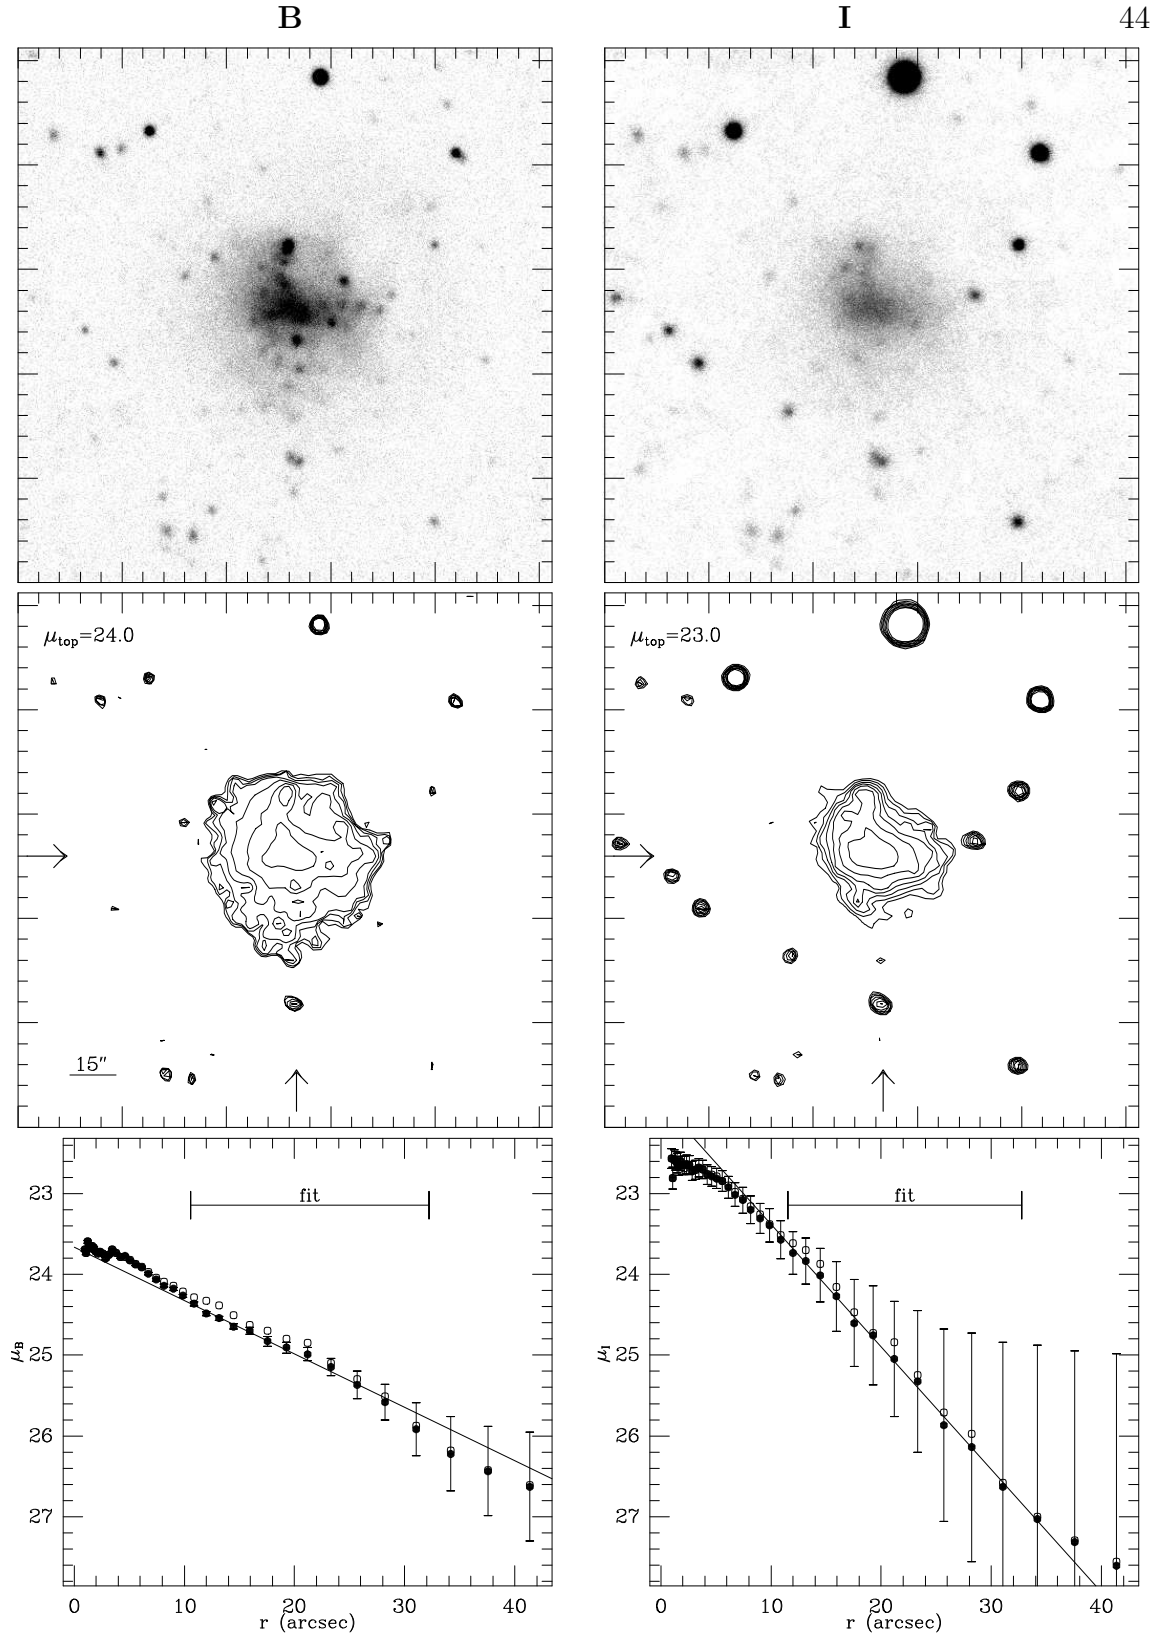 B I 44
μtop=24.0 μtop=23.0
15″
fit fit
23 23
24 24
μB 25 μI 25
26 26
27 27
0 10 20 30 40 0 10 20 30 40
r (arcsec) r (arcsec)